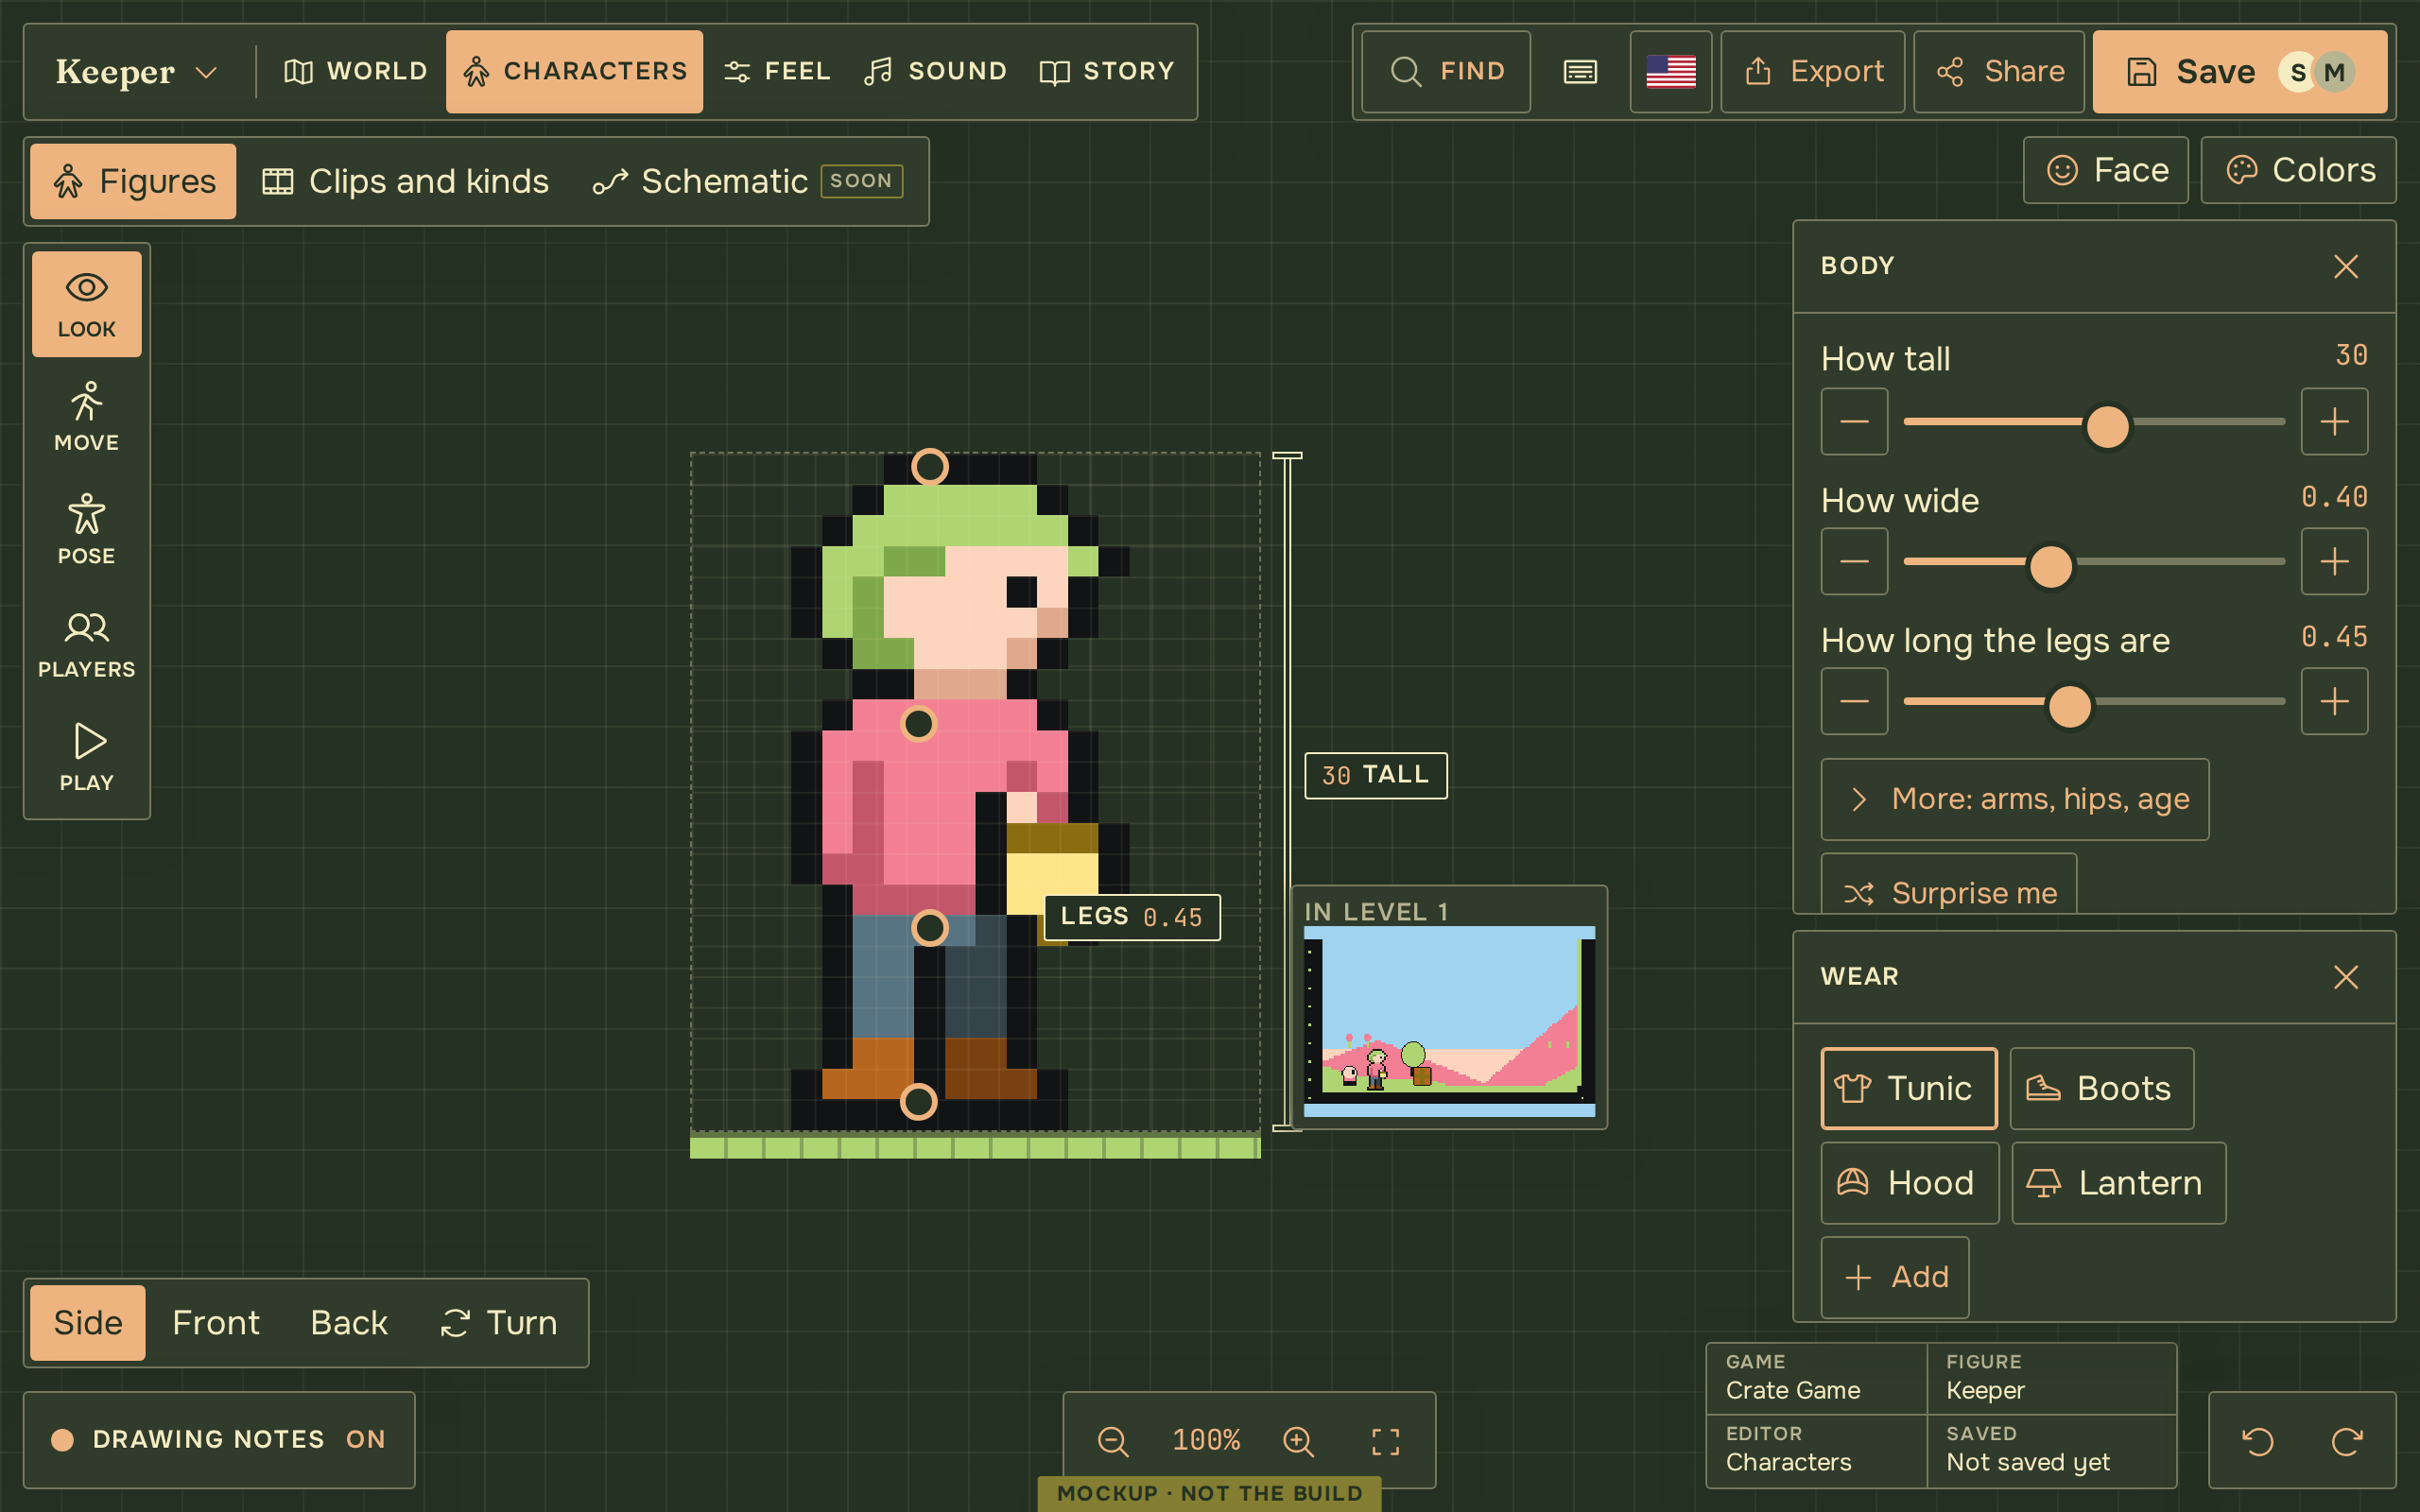 Keeper WORLD CHARACTERS FEEL SOUND STORY FIND Export Share Save S M
Figures Clips and kinds Schematic SOON Face Colors
LOOK
MOVE
POSE
PLAYERS
PLAY
BODY
How tall 30
How wide 0.40
How long the legs are 0.45
More: arms, hips, age
Surprise me
30 TALL
LEGS 0.45
IN LEVEL 1
WEAR
Tunic Boots
Hood Lantern
Add
Side Front Back Turn
DRAWING NOTES ON
100%
MOCKUP · NOT THE BUILD
GAME FIGURE
Crate Game Keeper
EDITOR SAVED
Characters Not saved yet